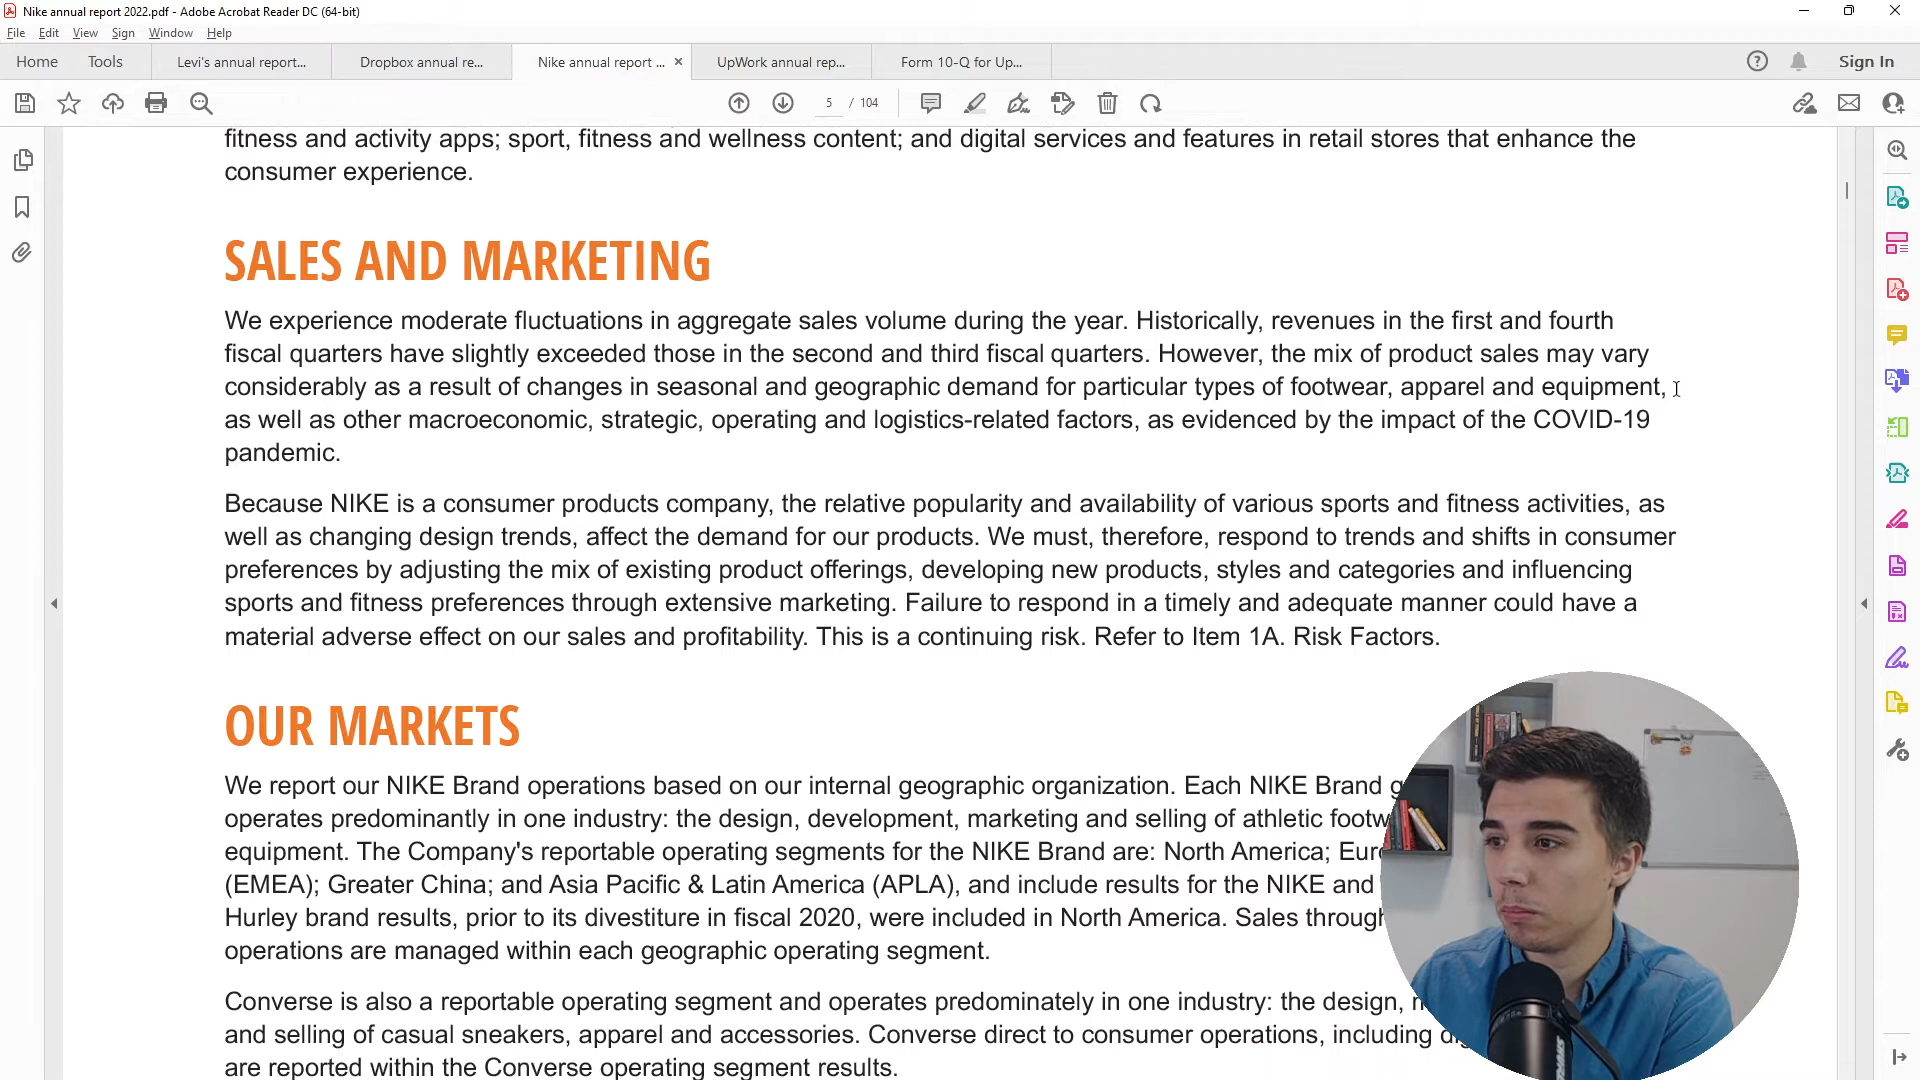 Nike annual report 2022.pdf - Adobe Acrobat Reader DC (64-bit)
File Edit View Sign Window Help
Home Tools Levi's annual report... Dropbox annual re... Nike annual report ... × UpWork annual rep... Form 10-Q for Up... Sign In
5 / 104
fitness and activity apps; sport, fitness and wellness content; and digital services and features in retail stores that enhance the
consumer experience.
SALES AND MARKETING
We experience moderate fluctuations in aggregate sales volume during the year. Historically, revenues in the first and fourth
fiscal quarters have slightly exceeded those in the second and third fiscal quarters. However, the mix of product sales may vary
considerably as a result of changes in seasonal and geographic demand for particular types of footwear, apparel and equipment,
as well as other macroeconomic, strategic, operating and logistics-related factors, as evidenced by the impact of the COVID-19
pandemic.
Because NIKE is a consumer products company, the relative popularity and availability of various sports and fitness activities, as
well as changing design trends, affect the demand for our products. We must, therefore, respond to trends and shifts in consumer
preferences by adjusting the mix of existing product offerings, developing new products, styles and categories and influencing
sports and fitness preferences through extensive marketing. Failure to respond in a timely and adequate manner could have a
material adverse effect on our sales and profitability. This is a continuing risk. Refer to Item 1A. Risk Factors.
OUR MARKETS
We report our NIKE Brand operations based on our internal geographic organization. Each NIKE Brand
operates predominantly in one industry: the design, development, marketing and selling of athletic
equipment. The Company's reportable operating segments for the NIKE Brand are: North America;
(EMEA); Greater China; and Asia Pacific & Latin America (APLA), and include results for the NIKE and
Hurley brand results, prior to its divestiture in fiscal 2020, were included in North America. Sales
operations are managed within each geographic operating segment.
Converse is also a reportable operating segment and operates predominately in one industry: the design,
and selling of casual sneakers, apparel and accessories. Converse direct to consumer operations, including
are reported within the Converse operating segment results.